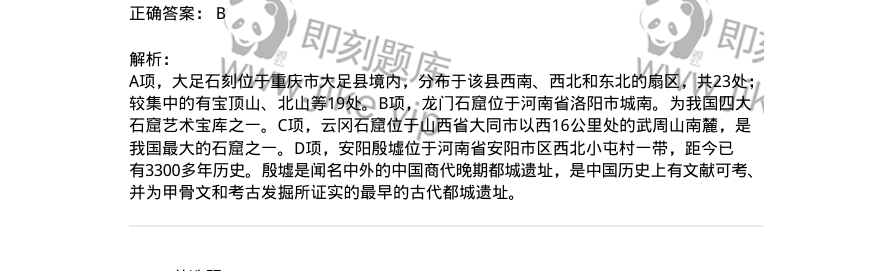 正确答案： B
即刻题库
www.jike.vip
解析：
A项，大足石刻位于重庆市大足县境内，分布于该县西南、西北和东北的扇区，共23处；
较集中的有宝顶山、北山等19处。B项，龙门石窟位于河南省洛阳市城南。为我国四大
石窟艺术宝库之一。C项，云冈石窟位于山西省大同市以西16公里处的武周山南麓，是
我国最大的石窟之一。D项，安阳殷墟位于河南省安阳市区西北小屯村一带，距今已
有3300多年历史。殷墟是闻名中外的中国商代晚期都城遗址，是中国历史上有文献可考、
并为甲骨文和考古发掘所证实的最早的古代都城遗址。